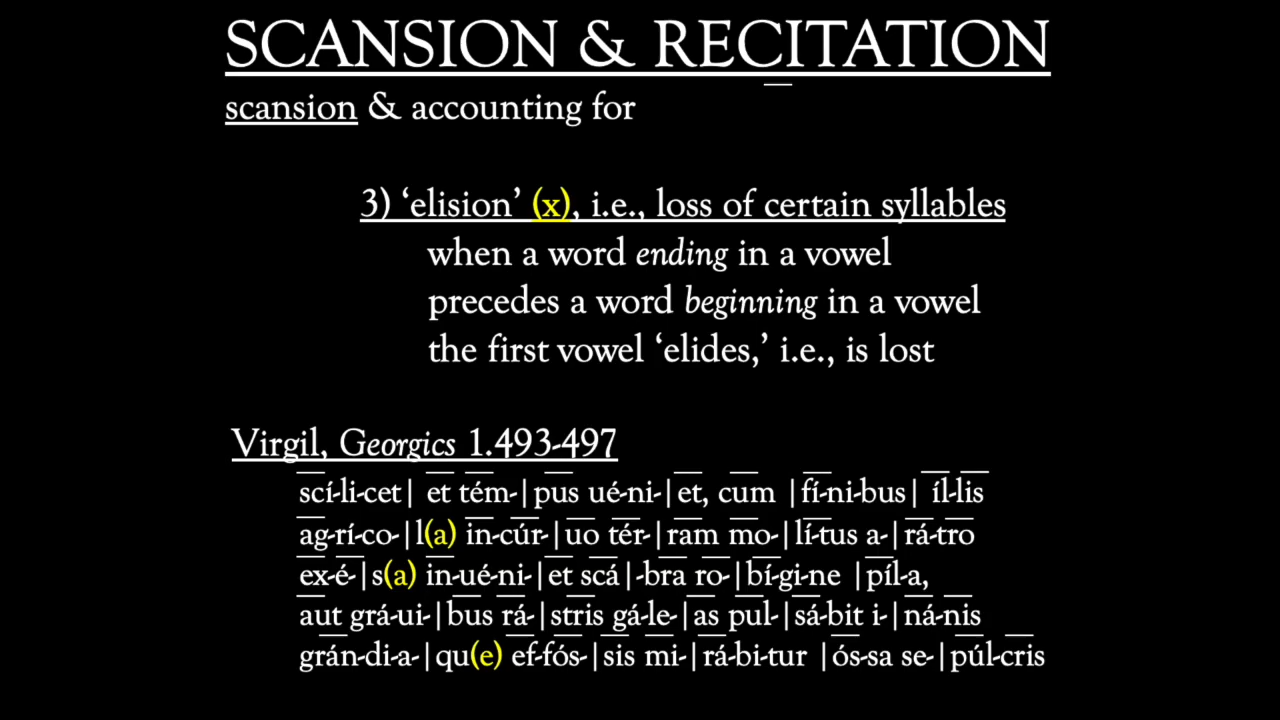 SCANSION & RECITATION
scansion & accounting for
3) ‘elision’ (x), i.e., loss of certain syllables
when a word ending in a vowel
precedes a word beginning in a vowel
the first vowel ‘elides,’ i.e., is lost
Virgil, Georgics 1.493-497
scí-li-cet| et tém-|pus ué-ni-|et, cum |fí-ni-bus| íl-lis
ag-rí-co-|l(a) in-cúr-|uo tér-|ram mo-|lí-tus a-|rá-tro
ex-é-|s(a) in-ué-ni-|et scá|-bra ro-|bí-gi-ne |píl-a,
aut grá-ui-|bus rá-|stris gá-le-|as pul-|sá-bit i-|ná-nis
grán-di-a-|qu(e) ef-fós-|sis mi-|rá-bi-tur |ós-sa se-|púl-cris